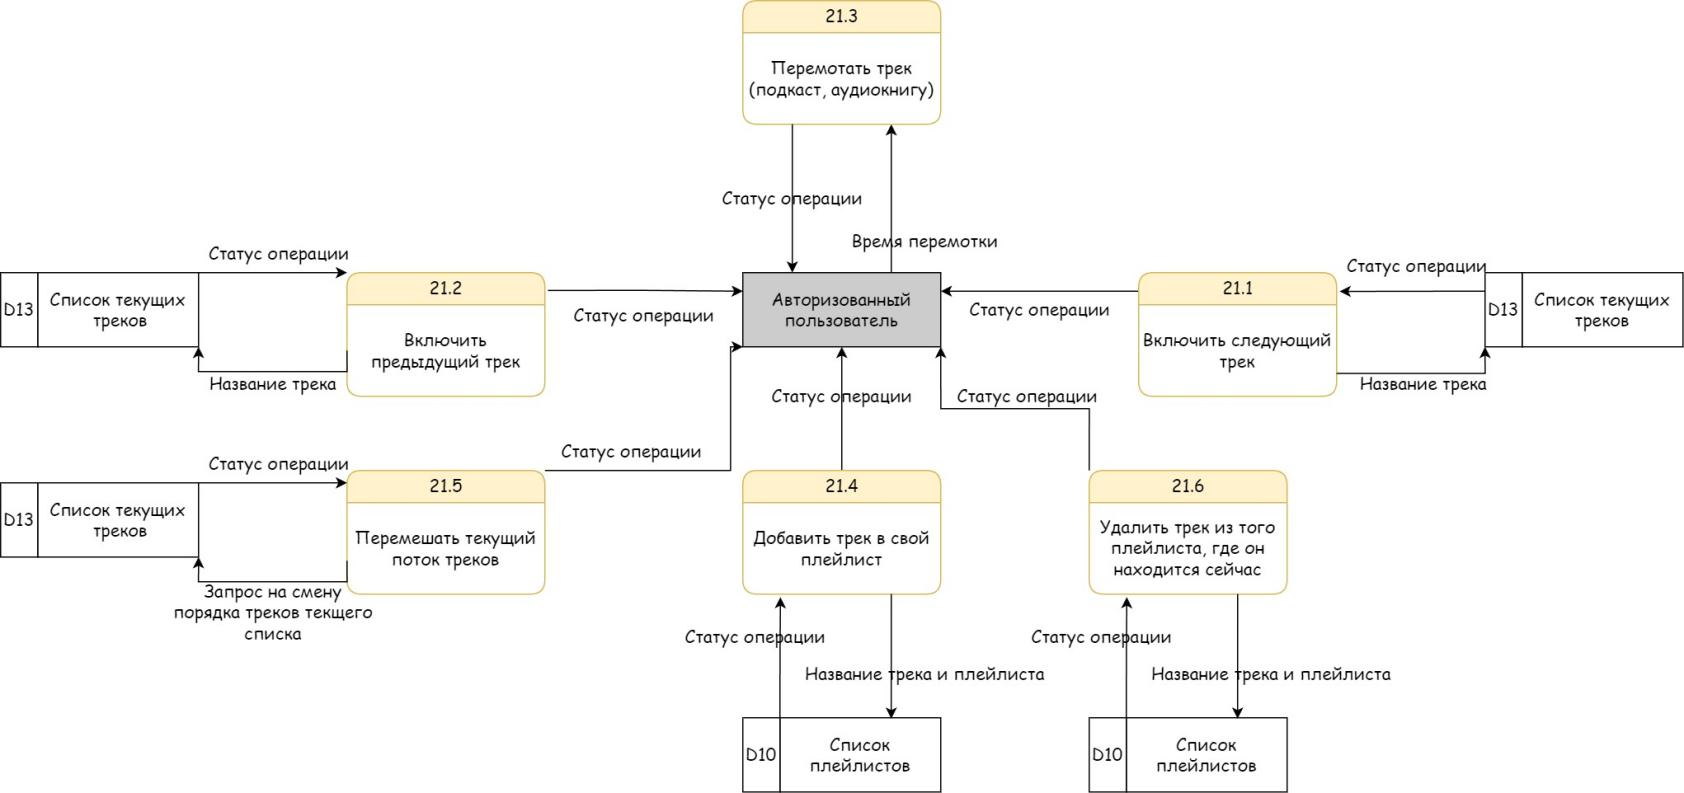 21.3
Перемотать трек
(подкаст, аудиокнигу)
Статус операции
Время перемотки
Статус операции
D13
Список текущих
треков
Название трека
21.2
Включить
предыдущий трек
Статус операции
Авторизованный
пользователь
Статус операции
21.1
Включить следующий
трек
Статус операции
D13
Список текущих
треков
Название трека
Статус операции
Статус операции
Статус операции
Статус операции
D13
Список текущих
треков
Запрос на смену
порядка треков текщего
списка
21.5
Перемешать текущий
поток треков
21.4
Добавить трек в свой
плейлист
21.6
Удалить трек из того
плейлиста, где он
находится сейчас
Статус операции
Название трека и плейлиста
D10
Список
плейлистов
Статус операции
Название трека и плейлиста
D10
Список
плейлистов